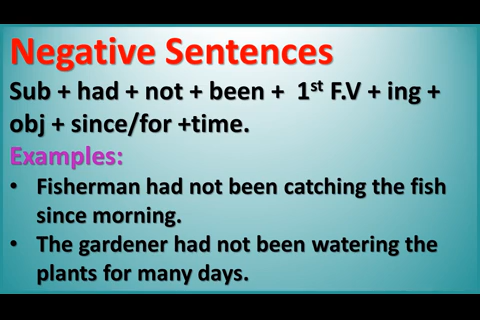 Negative Sentences
Sub + had + not + been + 1st F.V + ing +
obj + since/for +time.
Examples:
• Fisherman had not been catching the fish
since morning.
• The gardener had not been watering the
plants for many days.